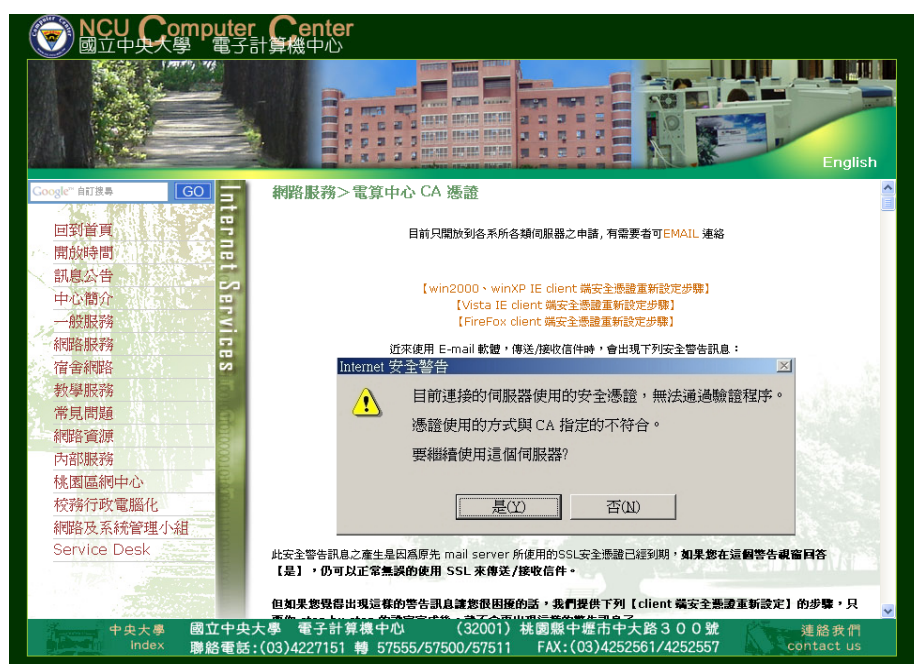 NCU Computer Center
國立中央大學 電子計算機中心
English
Google™ 自訂搜尋 GO
Internet Services
回到首頁
開放時間
訊息公告
中心簡介
一般服務
網路服務
宿舍網路
教學服務
常見問題
網路資源
內部服務
桃園區網中心
校務行政電腦化
網路及系統管理小組
Service Desk
網路服務>電算中心 CA 憑證
目前只開放到各系所各類伺服器之申請, 有需要者可EMAIL 連絡
【win2000、winXP IE client 端安全憑證重新設定步驟】
【Vista IE client 端安全憑證重新設定步驟】
【FireFox client 端安全憑證重新設定步驟】
近來使用 E-mail 軟體，傳送/接收信件時，會出現下列安全警告訊息：
Internet 安全警告
目前連接的伺服器使用的安全憑證，無法通過驗證程序。
憑證使用的方式與 CA 指定的不符合。
要繼續使用這個伺服器?
是(Y) 否(N)
此安全警告訊息之產生是因為原先 mail server 所使用的SSL安全憑證已經到期，如果您在這個警告視窗回答
【是】，仍可以正常無誤的使用 SSL 來傳送/接收信件。
但如果您覺得出現這樣的警告訊息讓您很困擾的話，我們提供下列【client 端安全憑證重新設定】的步驟，只
中央大學 index
國立中央大學 電子計算機中心 (32001) 桃園縣中壢市中大路３００號
聯絡電話:(03)4227151 轉 57555/57500/57511 FAX:(03)4252561/4252557
連絡我們
contact us